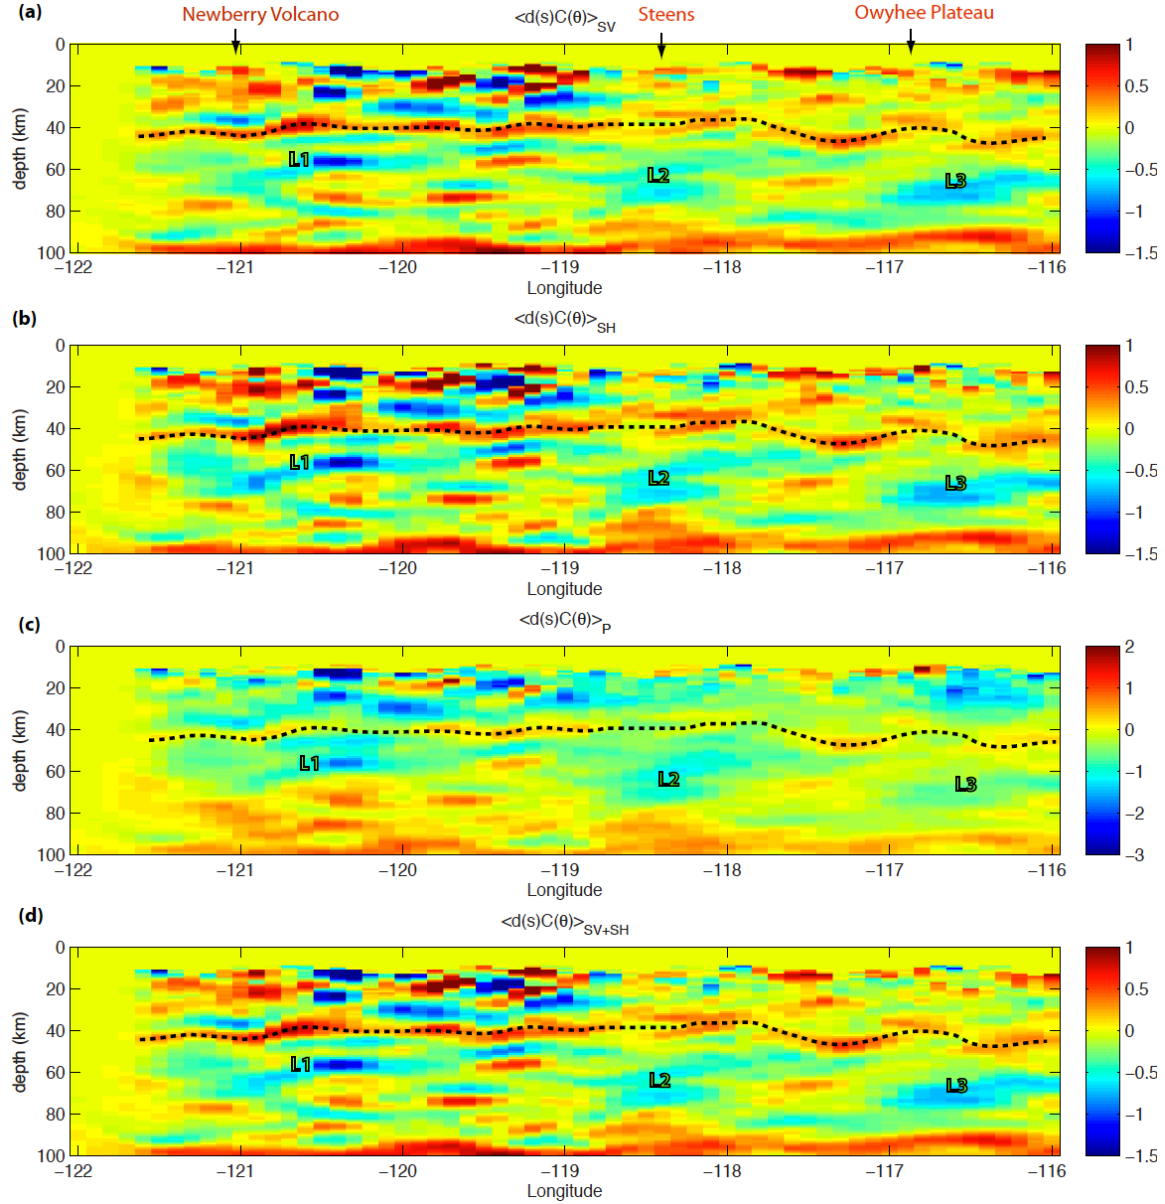 (a) Newberry Volcano <d(s)C(θ)>SV Steens Owyhee Plateau
0
20
40
60
80
100
depth (km)
L1 L2 L3
−122 −121 −120 −119 −118 −117 −116
Longitude
1
0.5
0
−0.5
−1
−1.5
(b) <d(s)C(θ)>SH
0
20
40
60
80
100
depth (km)
L1 L2 L3
−122 −121 −120 −119 −118 −117 −116
Longitude
1
0.5
0
−0.5
−1
−1.5
(c) <d(s)C(θ)>P
0
20
40
60
80
100
depth (km)
L1 L2 L3
−122 −121 −120 −119 −118 −117 −116
Longitude
2
1
0
−1
−2
−3
(d) <d(s)C(θ)>SV+SH
0
20
40
60
80
100
depth (km)
L1 L2 L3
−122 −121 −120 −119 −118 −117 −116
Longitude
1
0.5
0
−0.5
−1
−1.5